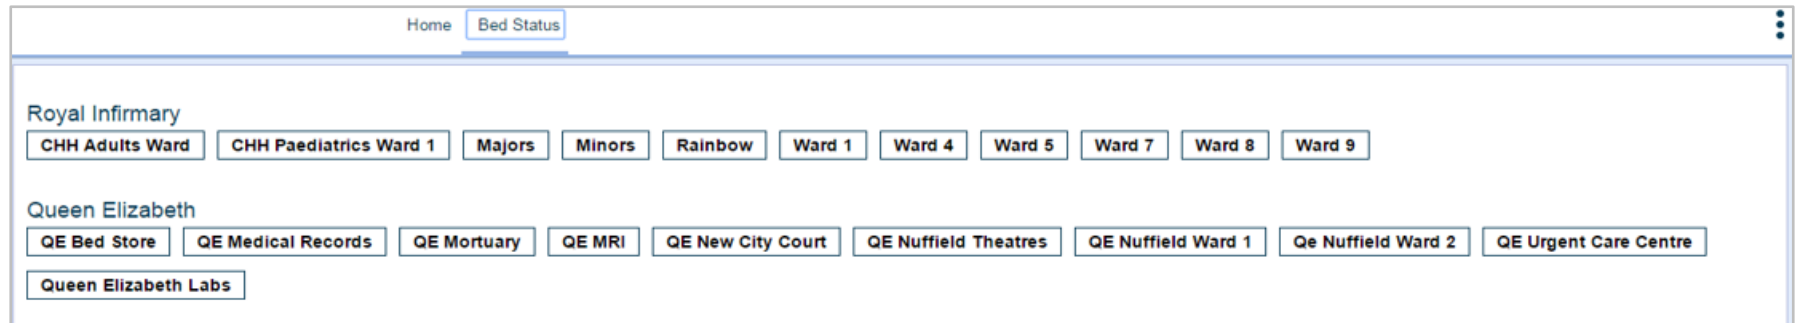 Home Bed Status
Royal Infirmary
CHH Adults Ward CHH Paediatrics Ward 1 Majors Minors Rainbow Ward 1 Ward 4 Ward 5 Ward 7 Ward 8 Ward 9
Queen Elizabeth
QE Bed Store QE Medical Records QE Mortuary QE MRI QE New City Court QE Nuffield Theatres QE Nuffield Ward 1 Qe Nuffield Ward 2 QE Urgent Care Centre
Queen Elizabeth Labs